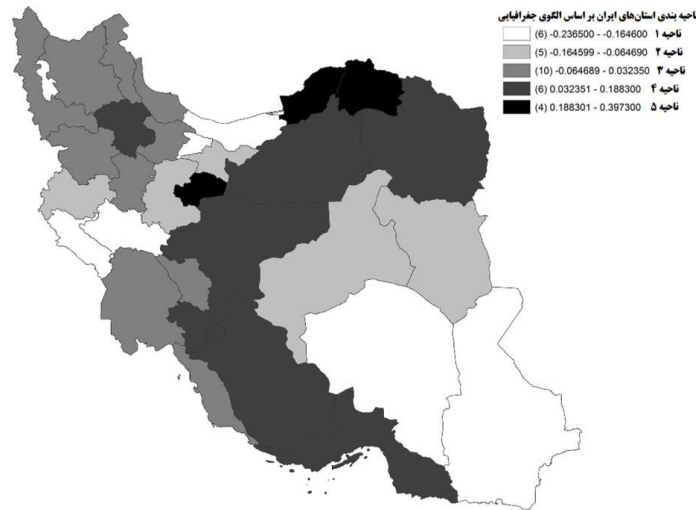 ناحیه بندی استان‌های ایران بر اساس الگوی جغرافیایی
ناحیه ۱ -0.236500 - -0.164600 (6)
ناحیه ۲ -0.164599 - -0.064690 (5)
ناحیه ۳ -0.064689 - 0.032350 (10)
ناحیه ۴ 0.032351 - 0.188300 (6)
ناحیه ۵ 0.188301 - 0.397300 (4)